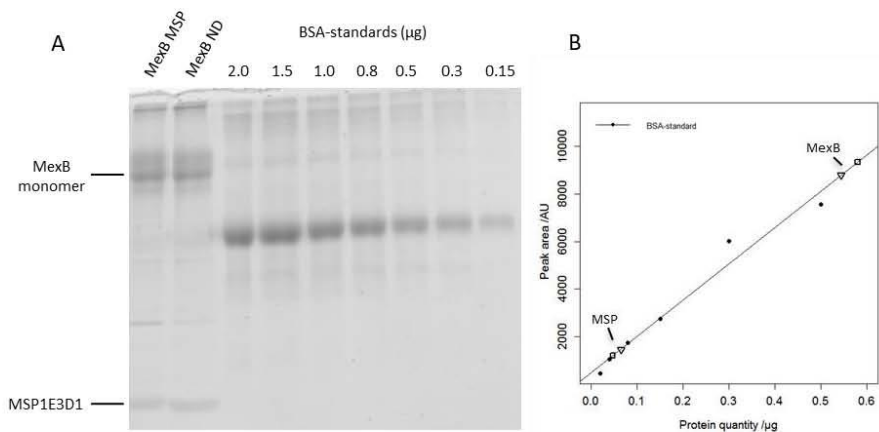 A
BSA-standards (μg)
MexB MSP
MexB ND
2.0 1.5 1.0 0.8 0.5 0.3 0.15
MexB
monomer
MSP1E3D1
B
BSA-standard
MexB
MSP
Peak area /AU
10000
8000
6000
4000
2000
0.0 0.1 0.2 0.3 0.4 0.5 0.6
Protein quantity /μg